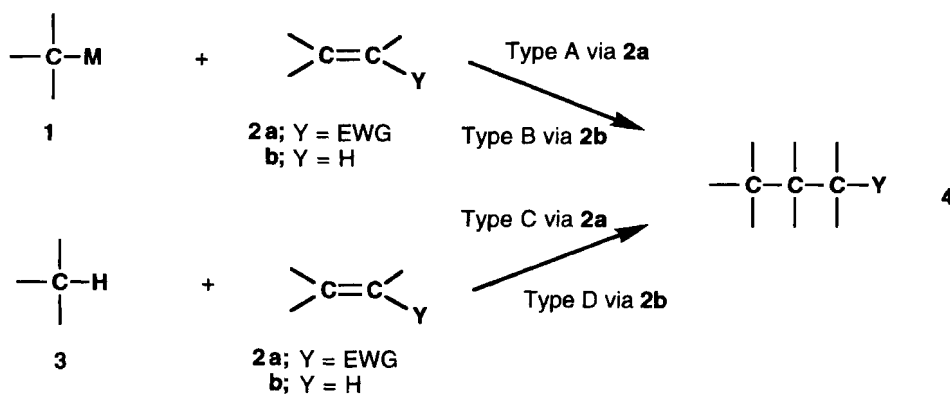 C–M + C=C Y Type A via 2a
1 2a; Y = EWG Type B via 2b
b; Y = H
C–C–C–Y 4
Type C via 2a
C–H + C=C Y Type D via 2b
3 2a; Y = EWG
b; Y = H